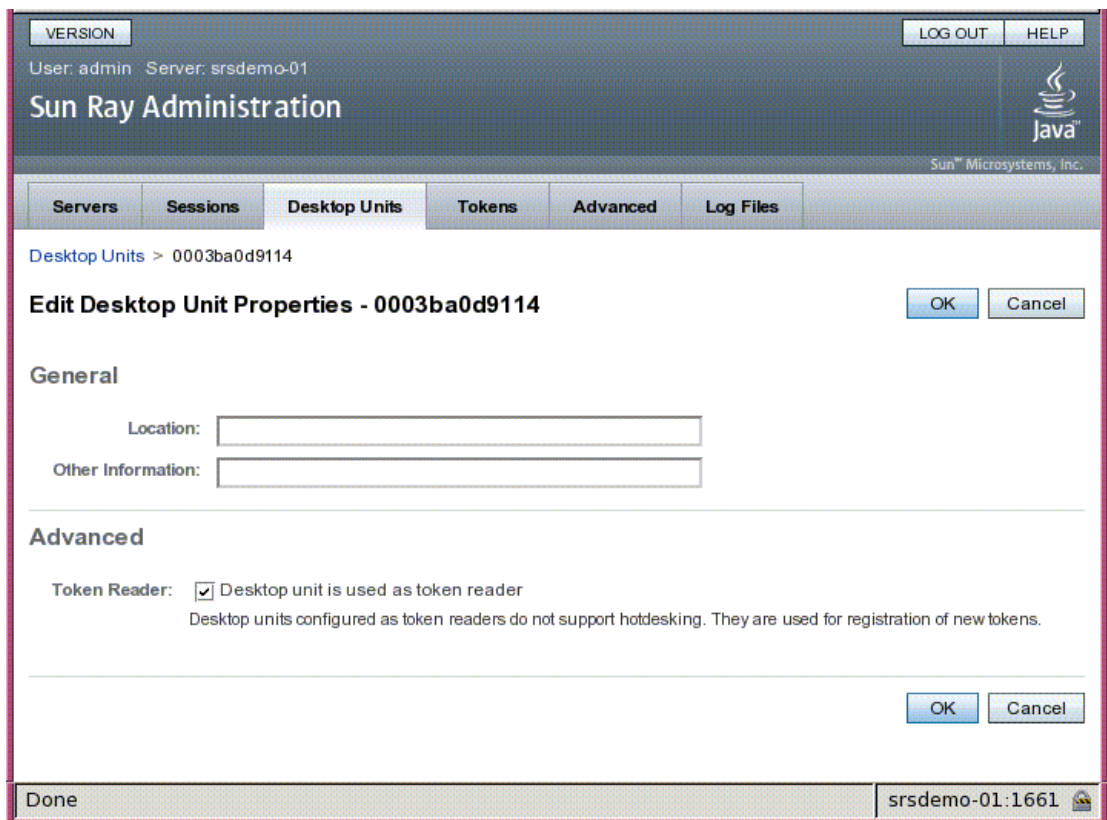 VERSION
LOG OUT
HELP
User: admin Server: srsdemo-01
Sun Ray Administration
Java™
Sun™ Microsystems, Inc.
Servers
Sessions
Desktop Units
Tokens
Advanced
Log Files
Desktop Units > 0003ba0d9114
Edit Desktop Unit Properties - 0003ba0d9114
OK
Cancel
General
Location:
Other Information:
Advanced
Token Reader:
Desktop unit is used as token reader
Desktop units configured as token readers do not support hotdesking. They are used for registration of new tokens.
OK
Cancel
Done
srsdemo-01:1661